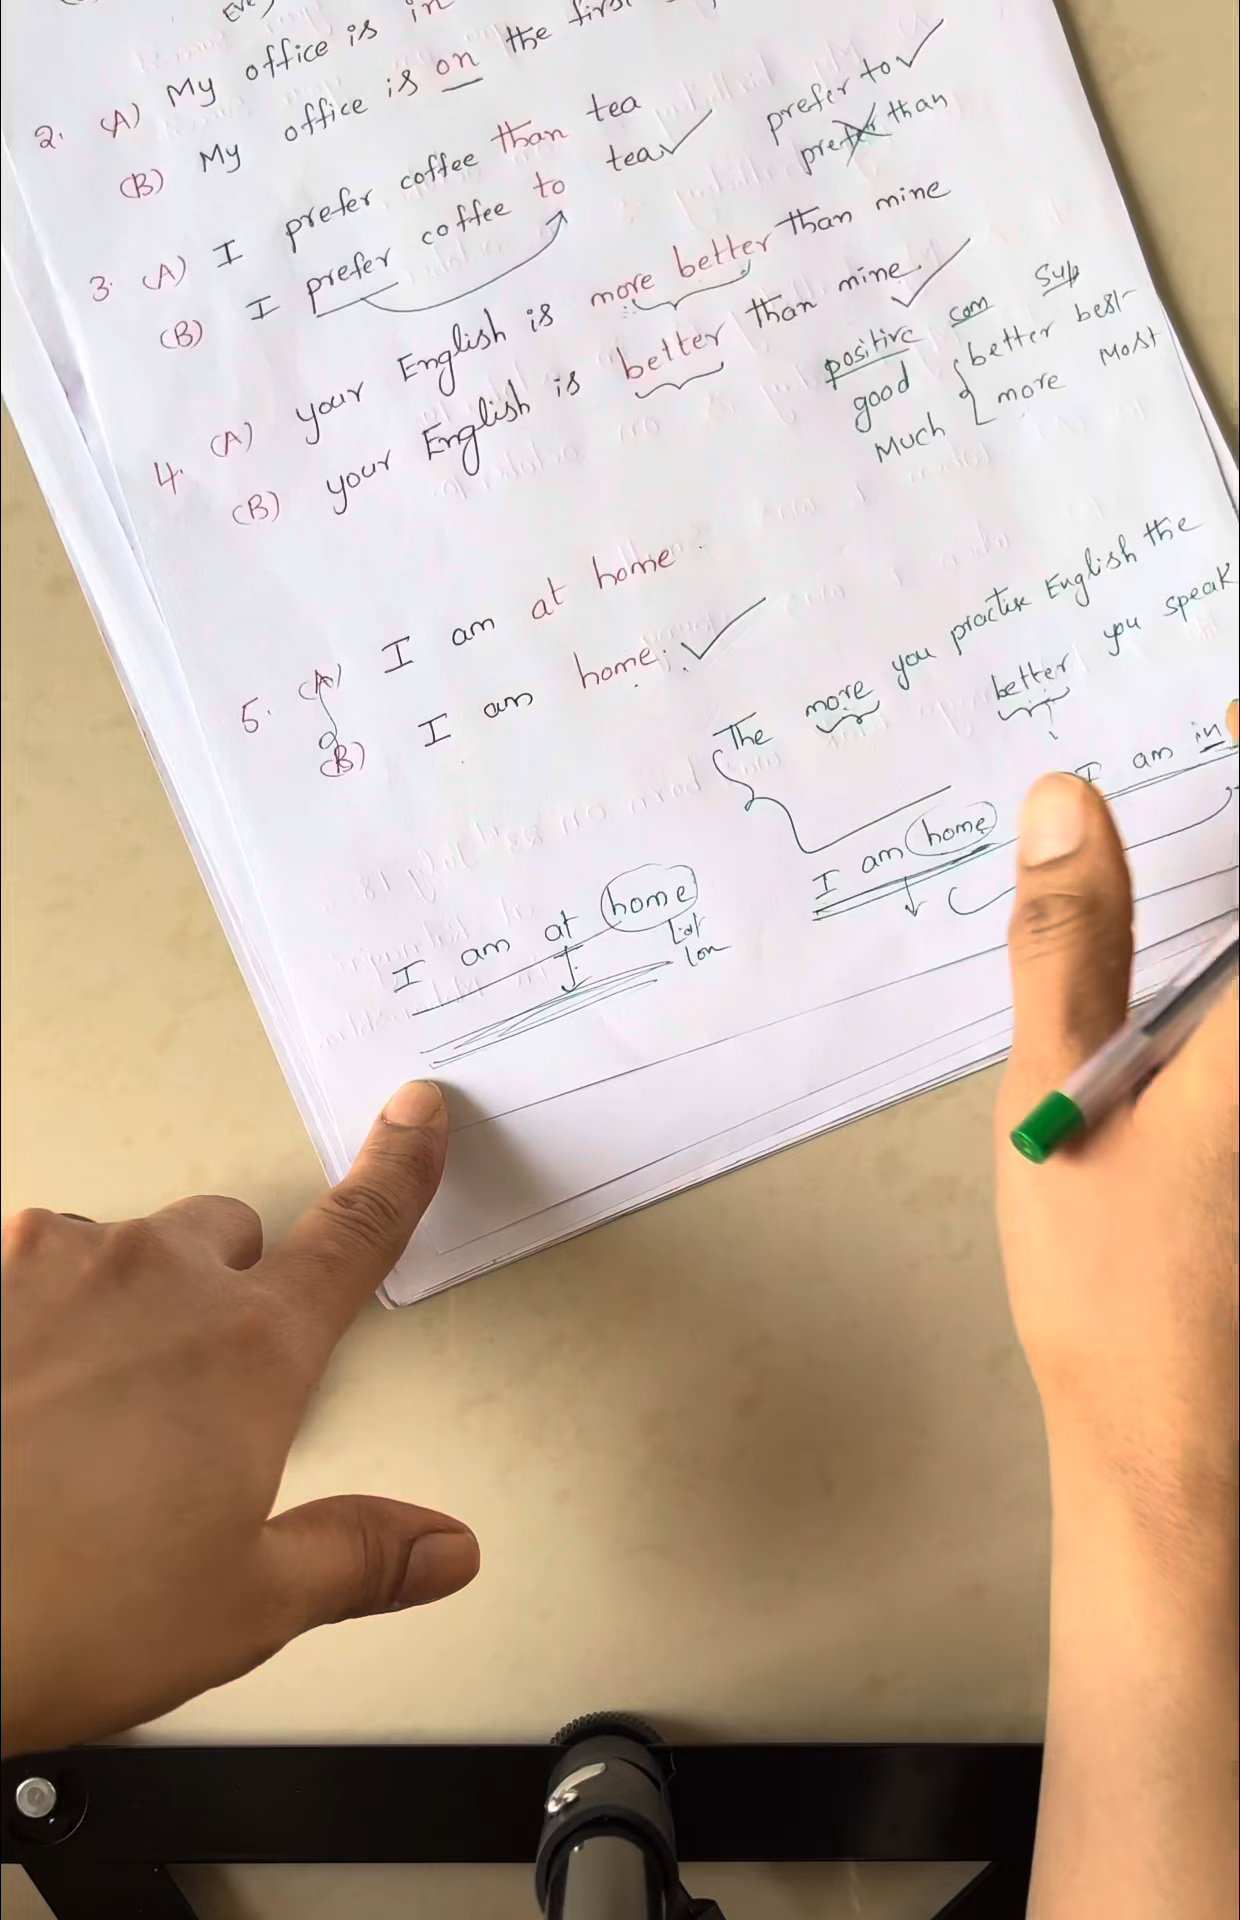 2. (A) My office is in
(B) My office is on the first
3. (A) I prefer coffee than tea
(B) I prefer coffee to tea
prefer to
prefer than
4. (A) your English is more better than mine
(B) your English is better than mine.
positive com sup
good better best
Much more Most
5. (A) I am at home.
(B) I am home.
The more you practise English the
better you speak
I am at home
I am home
I am in